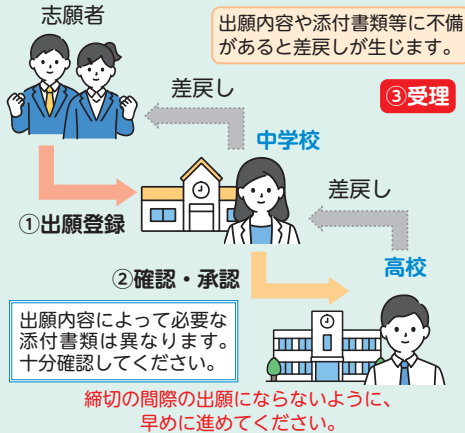 志願者
出願内容や添付書類等に不備
があると差戻しが生じます。
差戻し
③受理
中学校
差戻し
①出願登録
②確認・承認
高校
出願内容によって必要な
添付書類は異なります。
十分確認してください。
締切の間際の出願にならないように、
早めに進めてください。